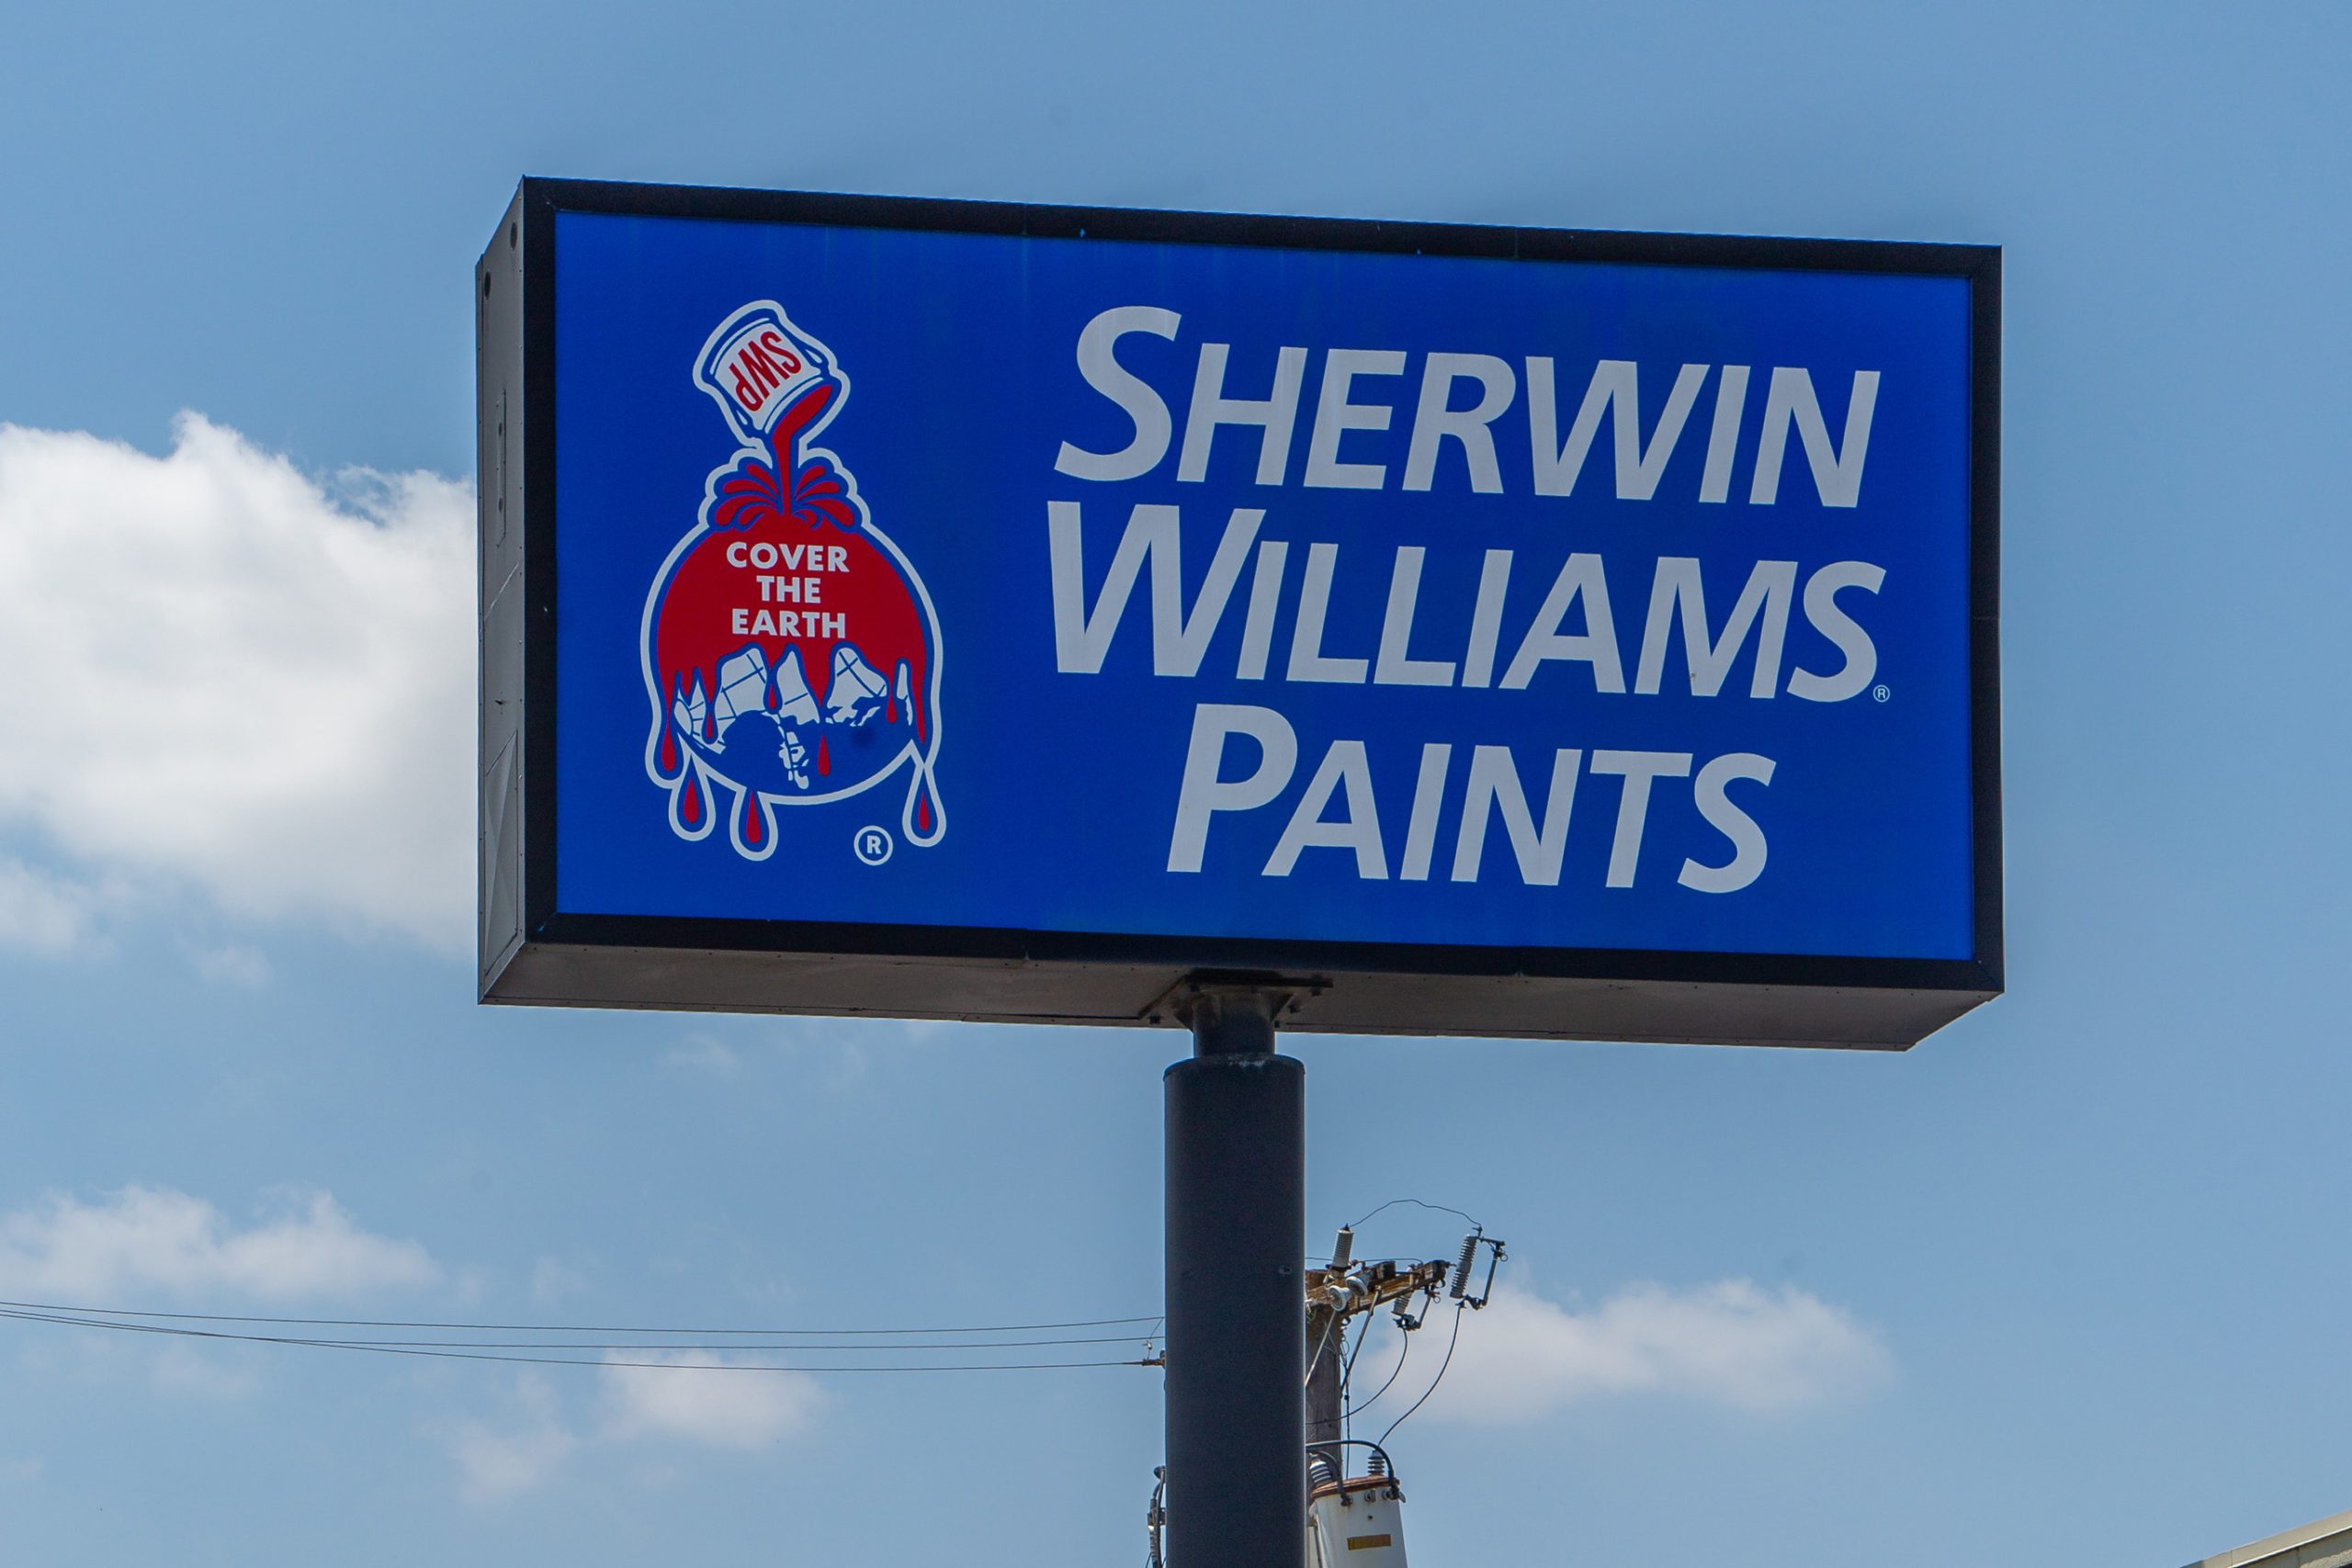 SWP
COVER
THE
EARTH
®
SHERWIN
WILLIAMS®
PAINTS